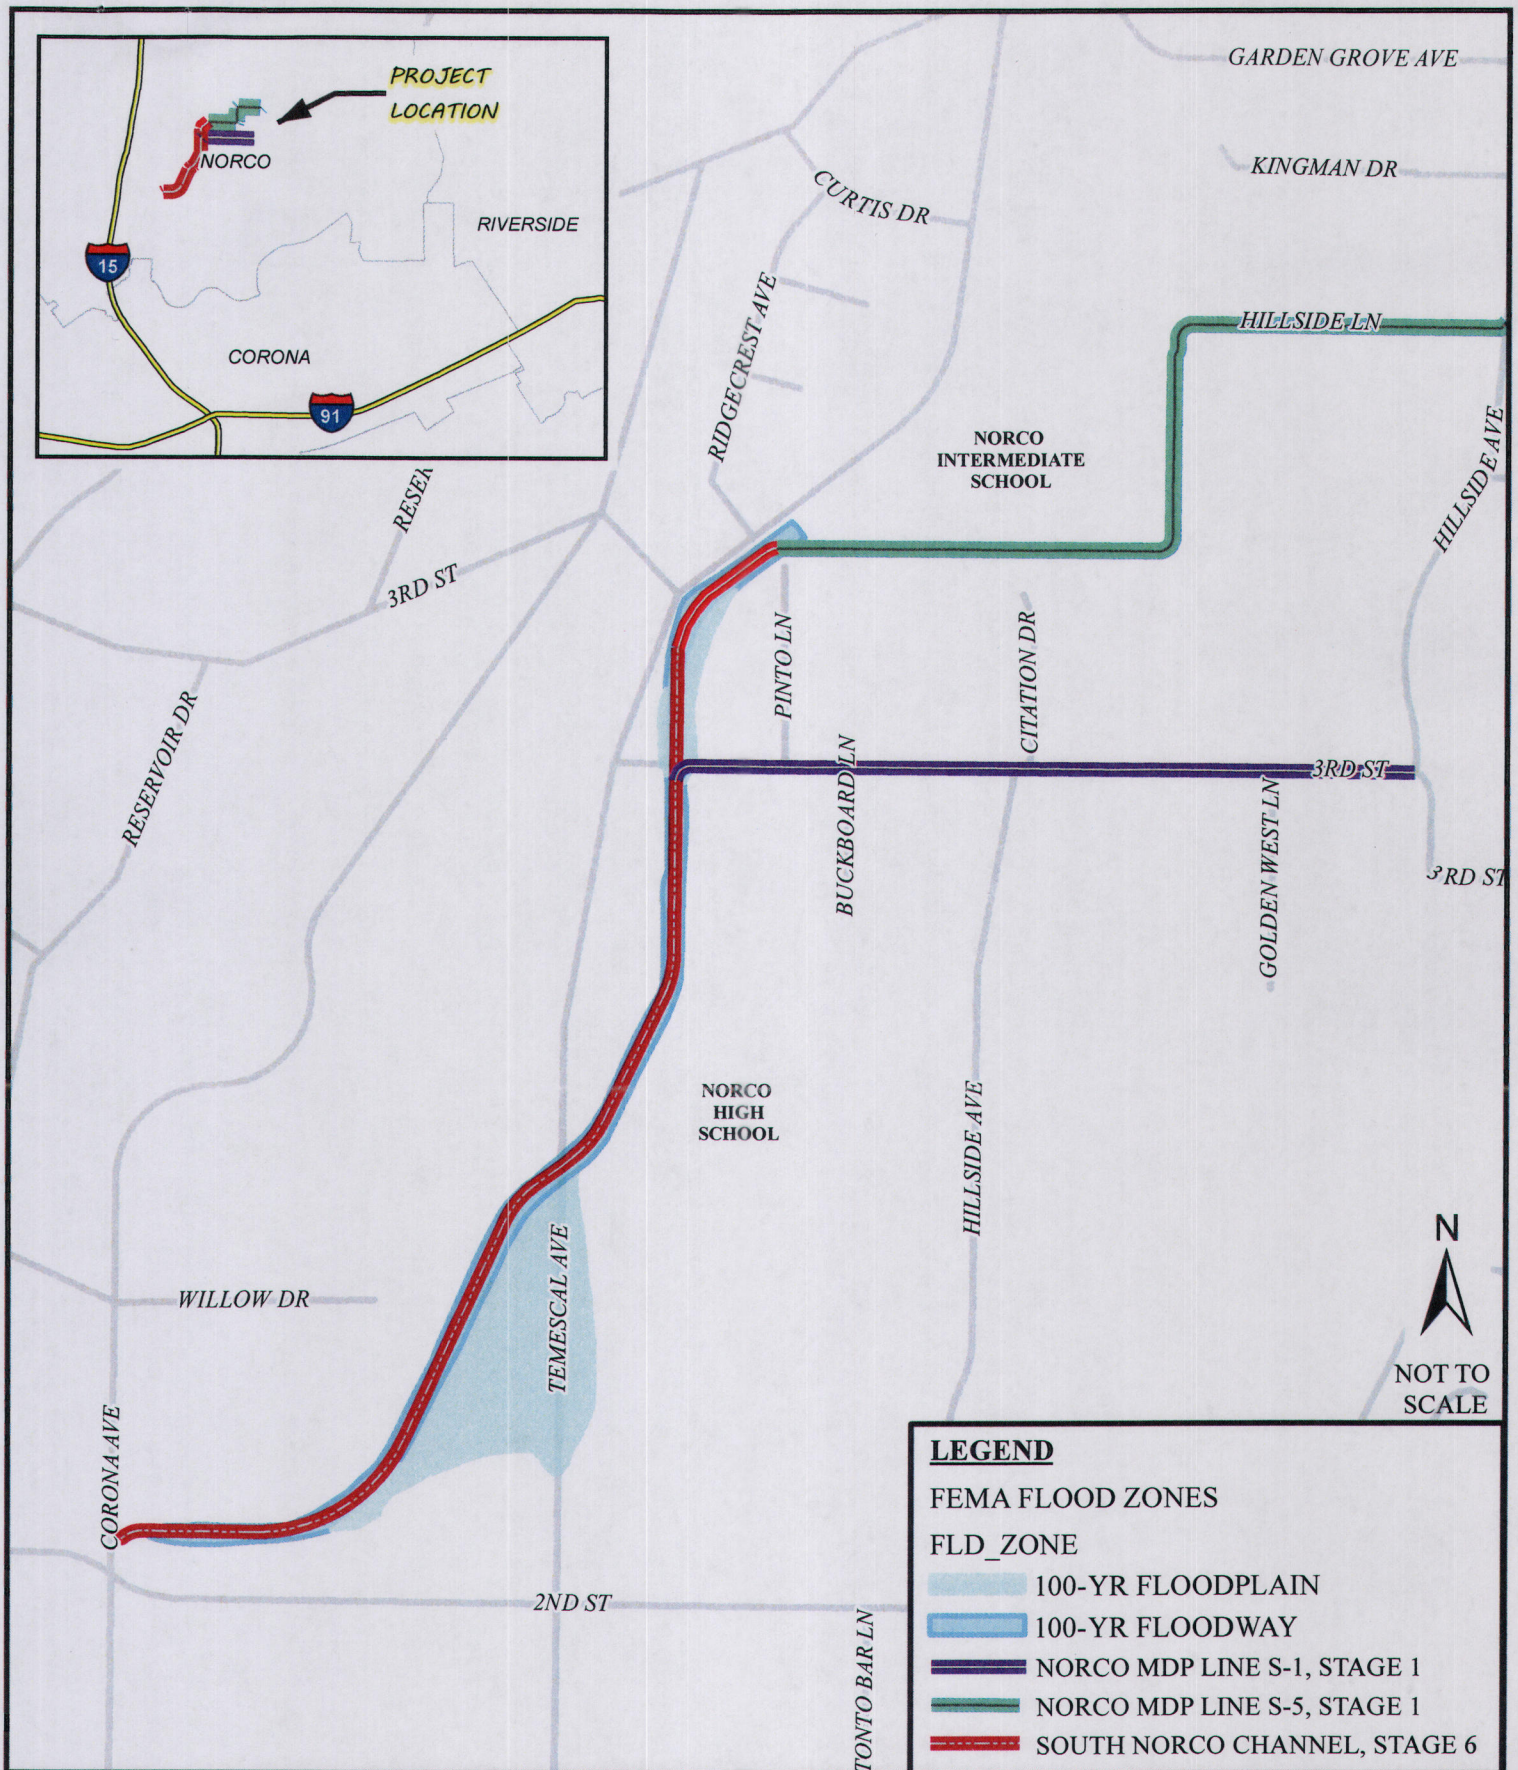 PROJECT
LOCATION
NORCO
RIVERSIDE
15
CORONA
91
GARDEN GROVE AVE
KINGMAN DR
CURTIS DR
HILLSIDE LN
RIDGECREST AVE
NORCO
INTERMEDIATE
SCHOOL
HILLSIDE AVE
3RD ST
PINTO LN
CITATION DR
RESERVOIR DR
BUCKBOARD LN
3RD ST
GOLDEN WEST LN
3RD ST
NORCO
HIGH
SCHOOL
HILLSIDE AVE
TEMESCAL AVE
WILLOW DR
CORONA AVE
2ND ST
TONTO BAR LN
N
NOT TO
SCALE
LEGEND
FEMA FLOOD ZONES
FLD_ZONE
100-YR FLOODPLAIN
100-YR FLOODWAY
NORCO MDP LINE S-1, STAGE 1
NORCO MDP LINE S-5, STAGE 1
SOUTH NORCO CHANNEL, STAGE 6